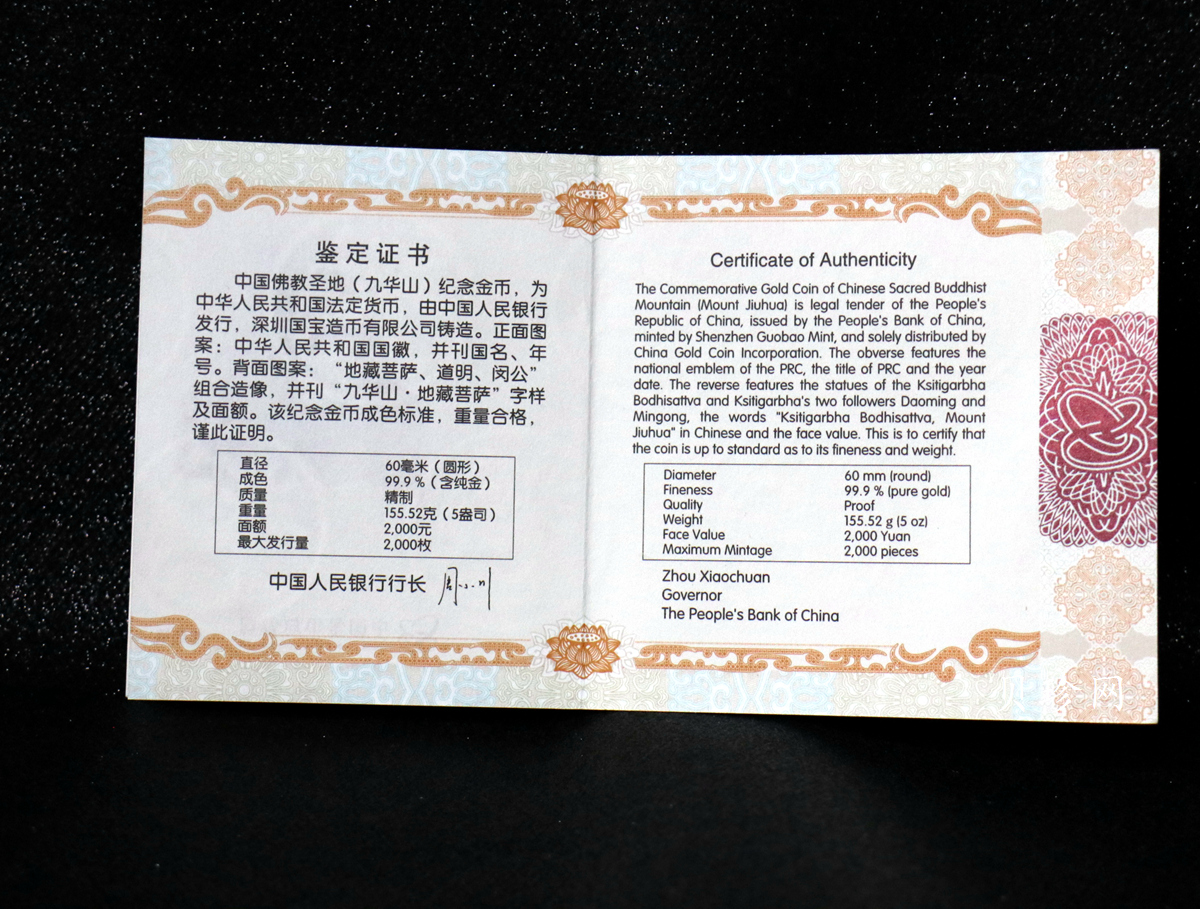 鉴定证书
中国佛教圣地（九华山）纪念金币，为
中华人民共和国法定货币，由中国人民银行
发行，深圳国宝造币有限公司铸造。正面图
案：中华人民共和国国徽，并刊国名、年
号。背面图案：“地藏菩萨、道明、闵公”
组合造像，并刊“九华山·地藏菩萨”字样
及面额。该纪念金币成色标准，重量合格，
谨此证明。
直径 60毫米（圆形）
成色 99.9％（含纯金）
质量 精制
重量 155.52克（5盎司）
面额 2,000元
最大发行量 2,000枚
中国人民银行行长
Certificate of Authenticity
The Commemorative Gold Coin of Chinese Sacred Buddhist
Mountain (Mount Jiuhua) is legal tender of the People's
Republic of China, issued by the People's Bank of China,
minted by Shenzhen Guobao Mint, and solely distributed by
China Gold Coin Incorporation. The obverse features the
national emblem of the PRC, the title of PRC and the year
date. The reverse features the statues of the Ksitigarbha
Bodhisattva and Ksitigarbha's two followers Daoming and
Mingong, the words "Ksitigarbha Bodhisattva, Mount
Jiuhua" in Chinese and the face value. This is to certify that
the coin is up to standard as to its fineness and weight.
Diameter 60 mm (round)
Fineness 99.9 % (pure gold)
Quality Proof
Weight 155.52 g (5 oz)
Face Value 2,000 Yuan
Maximum Mintage 2,000 pieces
Zhou Xiaochuan
Governor
The People's Bank of China
网